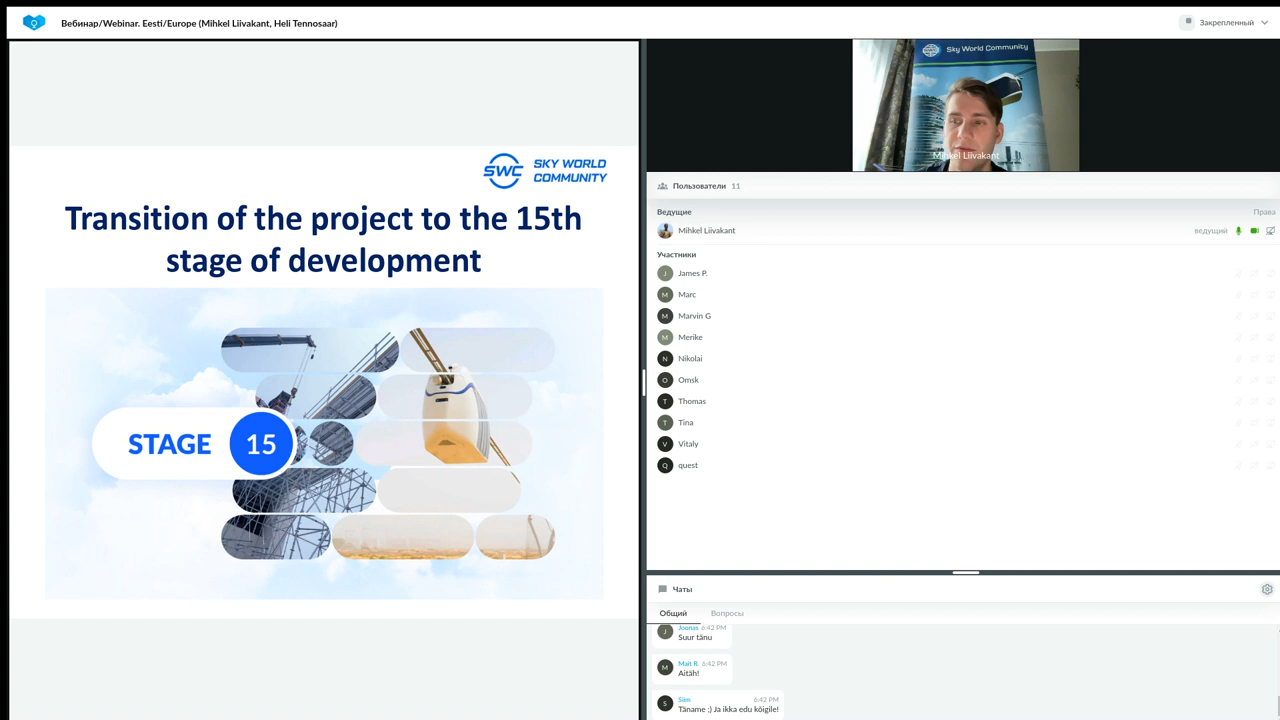 Вебинар/Webinar. Eesti/Europe (Mihkel Liivakant, Heli Tennosaar)
Закрепленный
SWC SKY WORLD
COMMUNITY
Transition of the project to the 15th
stage of development
STAGE 15
Sky World Community
Mihkel Liivakant
Пользователи 11
Ведущие Права
Mihkel Liivakant ведущий
Участники
J James P.
M Marc
M Marvin G
M Merike
N Nikolai
O Omsk
T Thomas
T Tina
V Vitaly
Q quest
Чаты
Общий Вопросы
J Joonas 6:42 PM
Suur tänu
M Mait R. 6:42 PM
Aitäh!
S Siim 6:42 PM
Täname ;) Ja ikka edu kõigile!